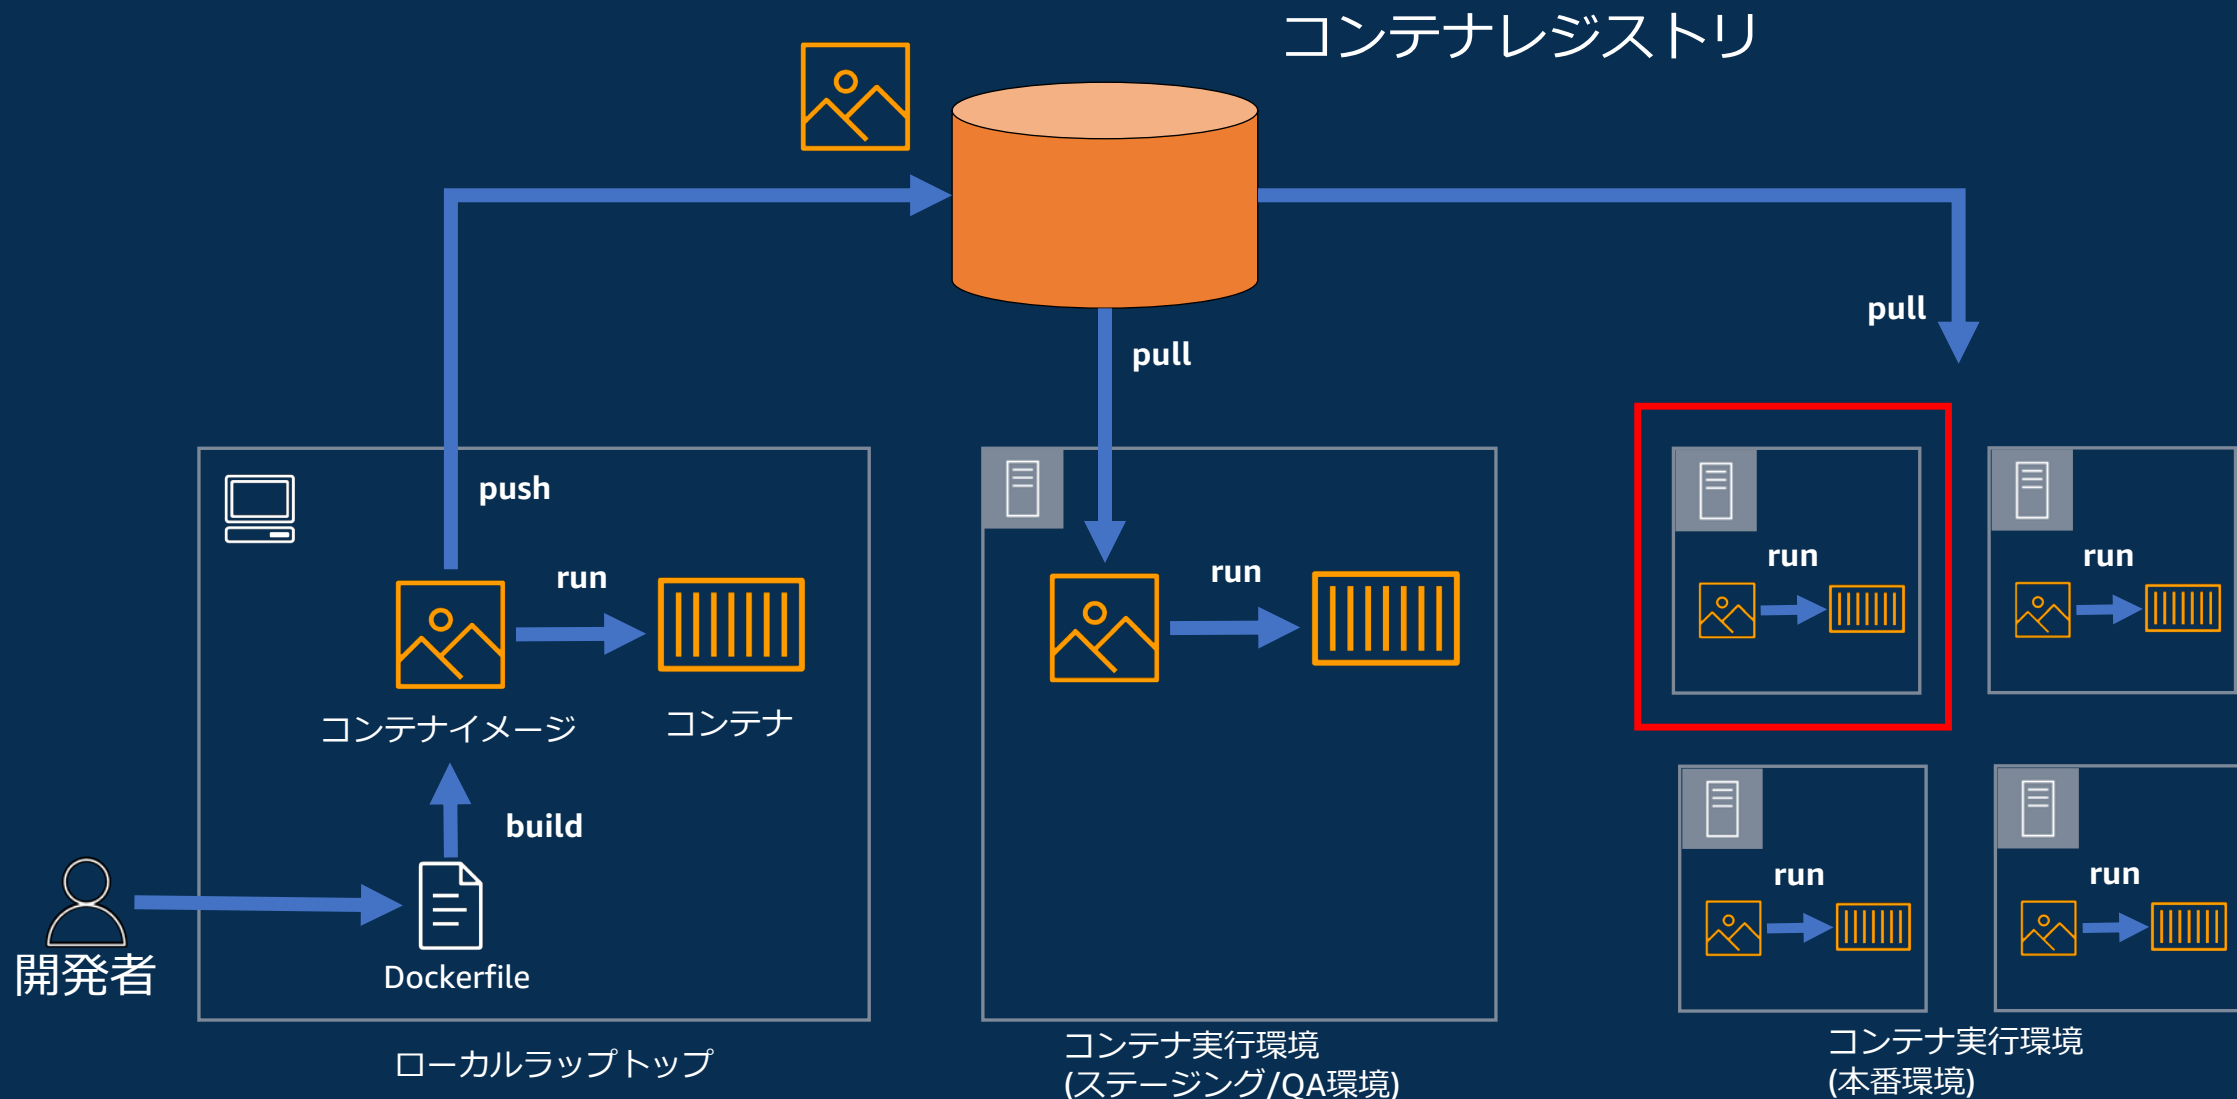 コンテナレジストリ
pull
pull
push
run
コンテナイメージ
コンテナ
build
開発者
Dockerfile
ローカルラップトップ
run
コンテナ実行環境
(ステージング/QA環境)
run
run
run
run
コンテナ実行環境
(本番環境)